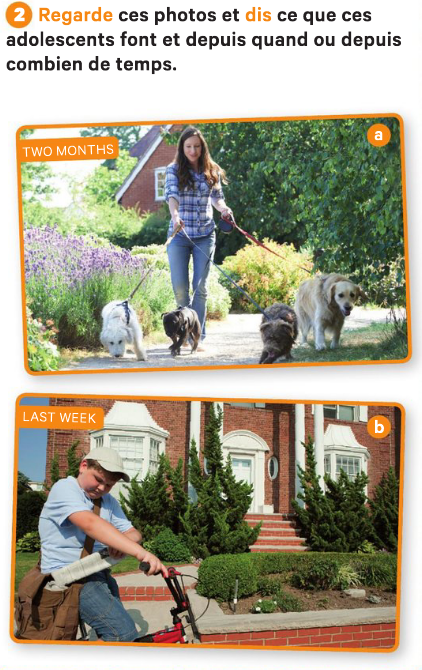 2 Regarde ces photos et dis ce que ces
adolescents font et depuis quand ou depuis
combien de temps.
a
TWO MONTHS
LAST WEEK
b